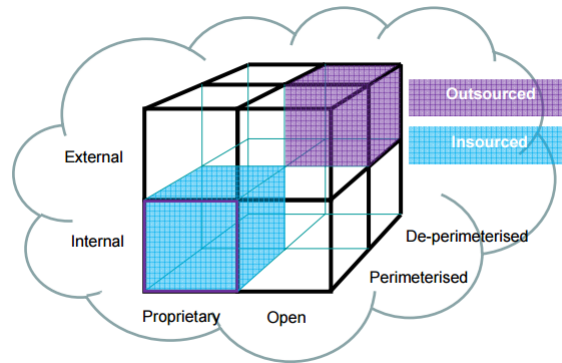 Outsourced
Insourced
External
Internal
De-perimeterised
Perimeterised
Proprietary
Open